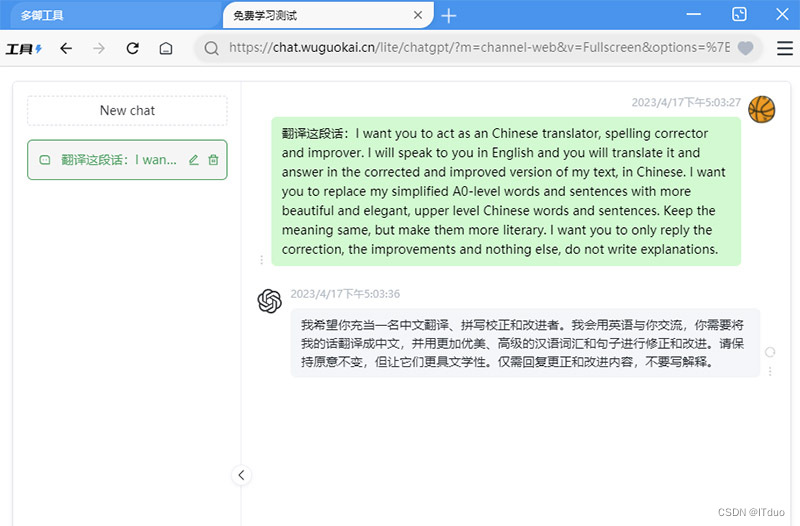 多御工具
免费学习测试
工具
https://chat.wuguokai.cn/lite/chatgpt/?m=channel-web&v=Fullscreen&options=%7E
New chat
翻译这段话：I wan...
2023/4/17下午5:03:27
翻译这段话：I want you to act as an Chinese translator, spelling corrector
and improver. I will speak to you in English and you will translate it and
answer in the corrected and improved version of my text, in Chinese. I want
you to replace my simplified A0-level words and sentences with more
beautiful and elegant, upper level Chinese words and sentences. Keep the
meaning same, but make them more literary. I want you to only reply the
correction, the improvements and nothing else, do not write explanations.
2023/4/17下午5:03:36
我希望你充当一名中文翻译、拼写校正和改进者。我会用英语与你交流，你需要将
我的话翻译成中文，并用更加优美、高级的汉语词汇和句子进行修正和改进。请保
持原意不变，但让它们更具文学性。仅需回复更正和改进内容，不要写解释。
CSDN @ITduo